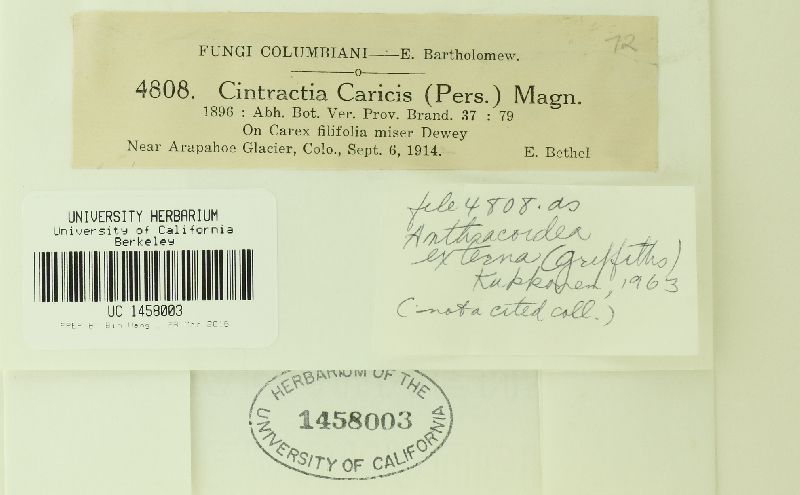 FUNGI COLUMBIANI——E. Bartholomew.
72
4808. Cintractia Caricis (Pers.) Magn.
1896 : Abh. Bot. Ver. Prov. Brand. 37 : 79
On Carex filifolia miser Dewey
Near Arapahoe Glacier, Colo., Sept. 6, 1914. E. Bethel
UNIVERSITY HERBARIUM
University of California
Berkeley
UC 1458003
file 4808. as
Anthracoidea
externa (Griffiths)
Kukkonen, 1963
(-not a cited coll.)
HERBARIUM OF THE
1458003
UNIVERSITY OF CALIFORNIA